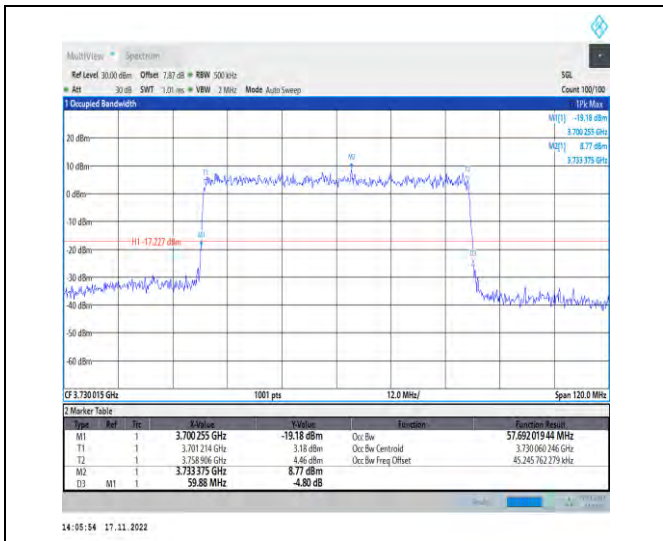 MultiView Spectrum
Ref Level 30.00 dBm Offset 7.87 dB RBW 500 kHz SGL
Att 30 dB SWT 1.01 ms VBW 2 MHz Mode Auto Sweep Count 100/100
1 Occupied Bandwidth 1Pk Max
M1[1] -19.18 dBm
3.700 255 GHz
M2[1] 8.77 dBm
3.733 375 GHz
20 dBm
M2
10 dBm
0 dBm
-10 dBm
H1 -17.227 dBm
-20 dBm
-30 dBm
-40 dBm
-50 dBm
-60 dBm
CF 3.730 015 GHz 1001 pts 12.0 MHz/ Span 120.0 MHz
2 Marker Table
Type Ref Trc X-Value Y-Value Function Function Result
M1 1 3.700 255 GHz -19.18 dBm Occ Bw 57.692 019 44 MHz
T1 1 3.701 214 GHz 3.18 dBm Occ Bw Centroid 3.730 060 246 GHz
T2 1 3.758 906 GHz 4.46 dBm Occ Bw Freq Offset 45.245 762 279 kHz
M2 1 3.733 375 GHz 8.77 dBm
D3 M1 1 59.88 MHz -4.80 dB
14:05:54 17.11.2022